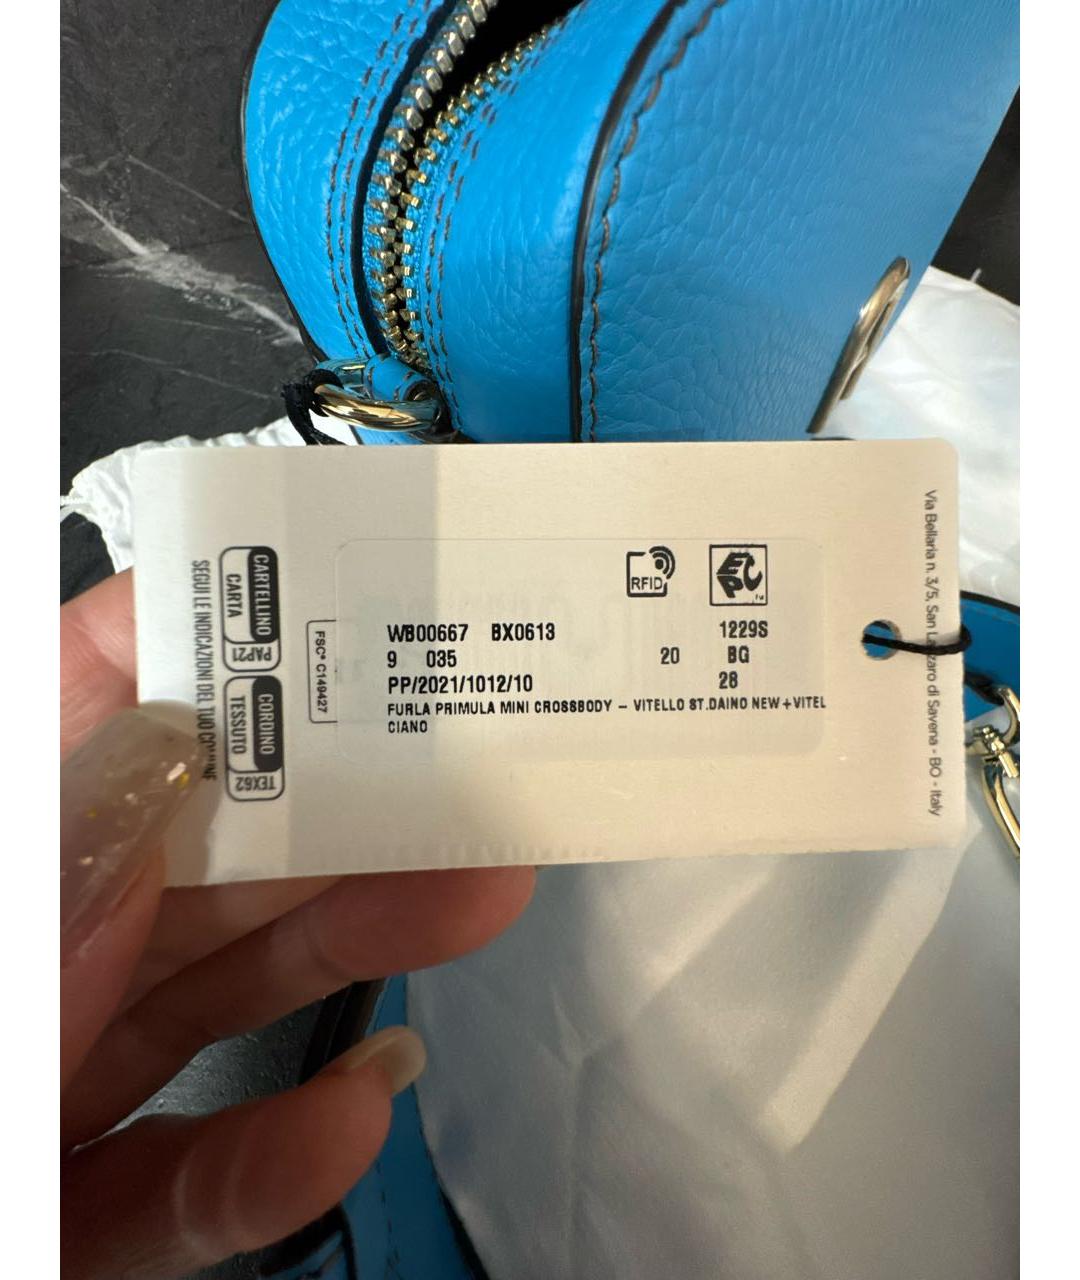 RFID
EPC
WB00667 BX0613 1229S
9 035 20 BG
PP/2021/1012/10 28
FURLA PRIMULA MINI CROSSBODY – VITELLO ST.DAINO NEW+VITEL
CIANO
FSC® C149427
CARTELLINO
CARTA
PAP21
CORDINO
TESSUTO
TEX62
SEGUI LE INDICAZIONI DEL TUO
Via Bellaria n. 3/5, San Lazzaro di Savena - BO - Italy